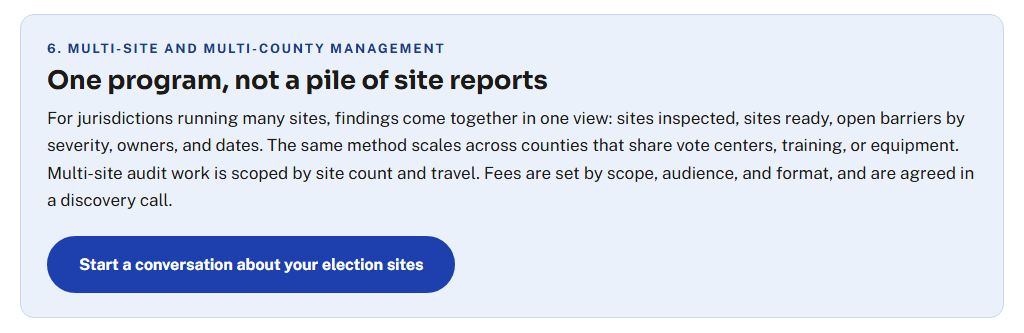 6. MULTI-SITE AND MULTI-COUNTY MANAGEMENT
One program, not a pile of site reports
For jurisdictions running many sites, findings come together in one view: sites inspected, sites ready, open barriers by
severity, owners, and dates. The same method scales across counties that share vote centers, training, or equipment.
Multi-site audit work is scoped by site count and travel. Fees are set by scope, audience, and format, and are agreed in
a discovery call.
Start a conversation about your election sites